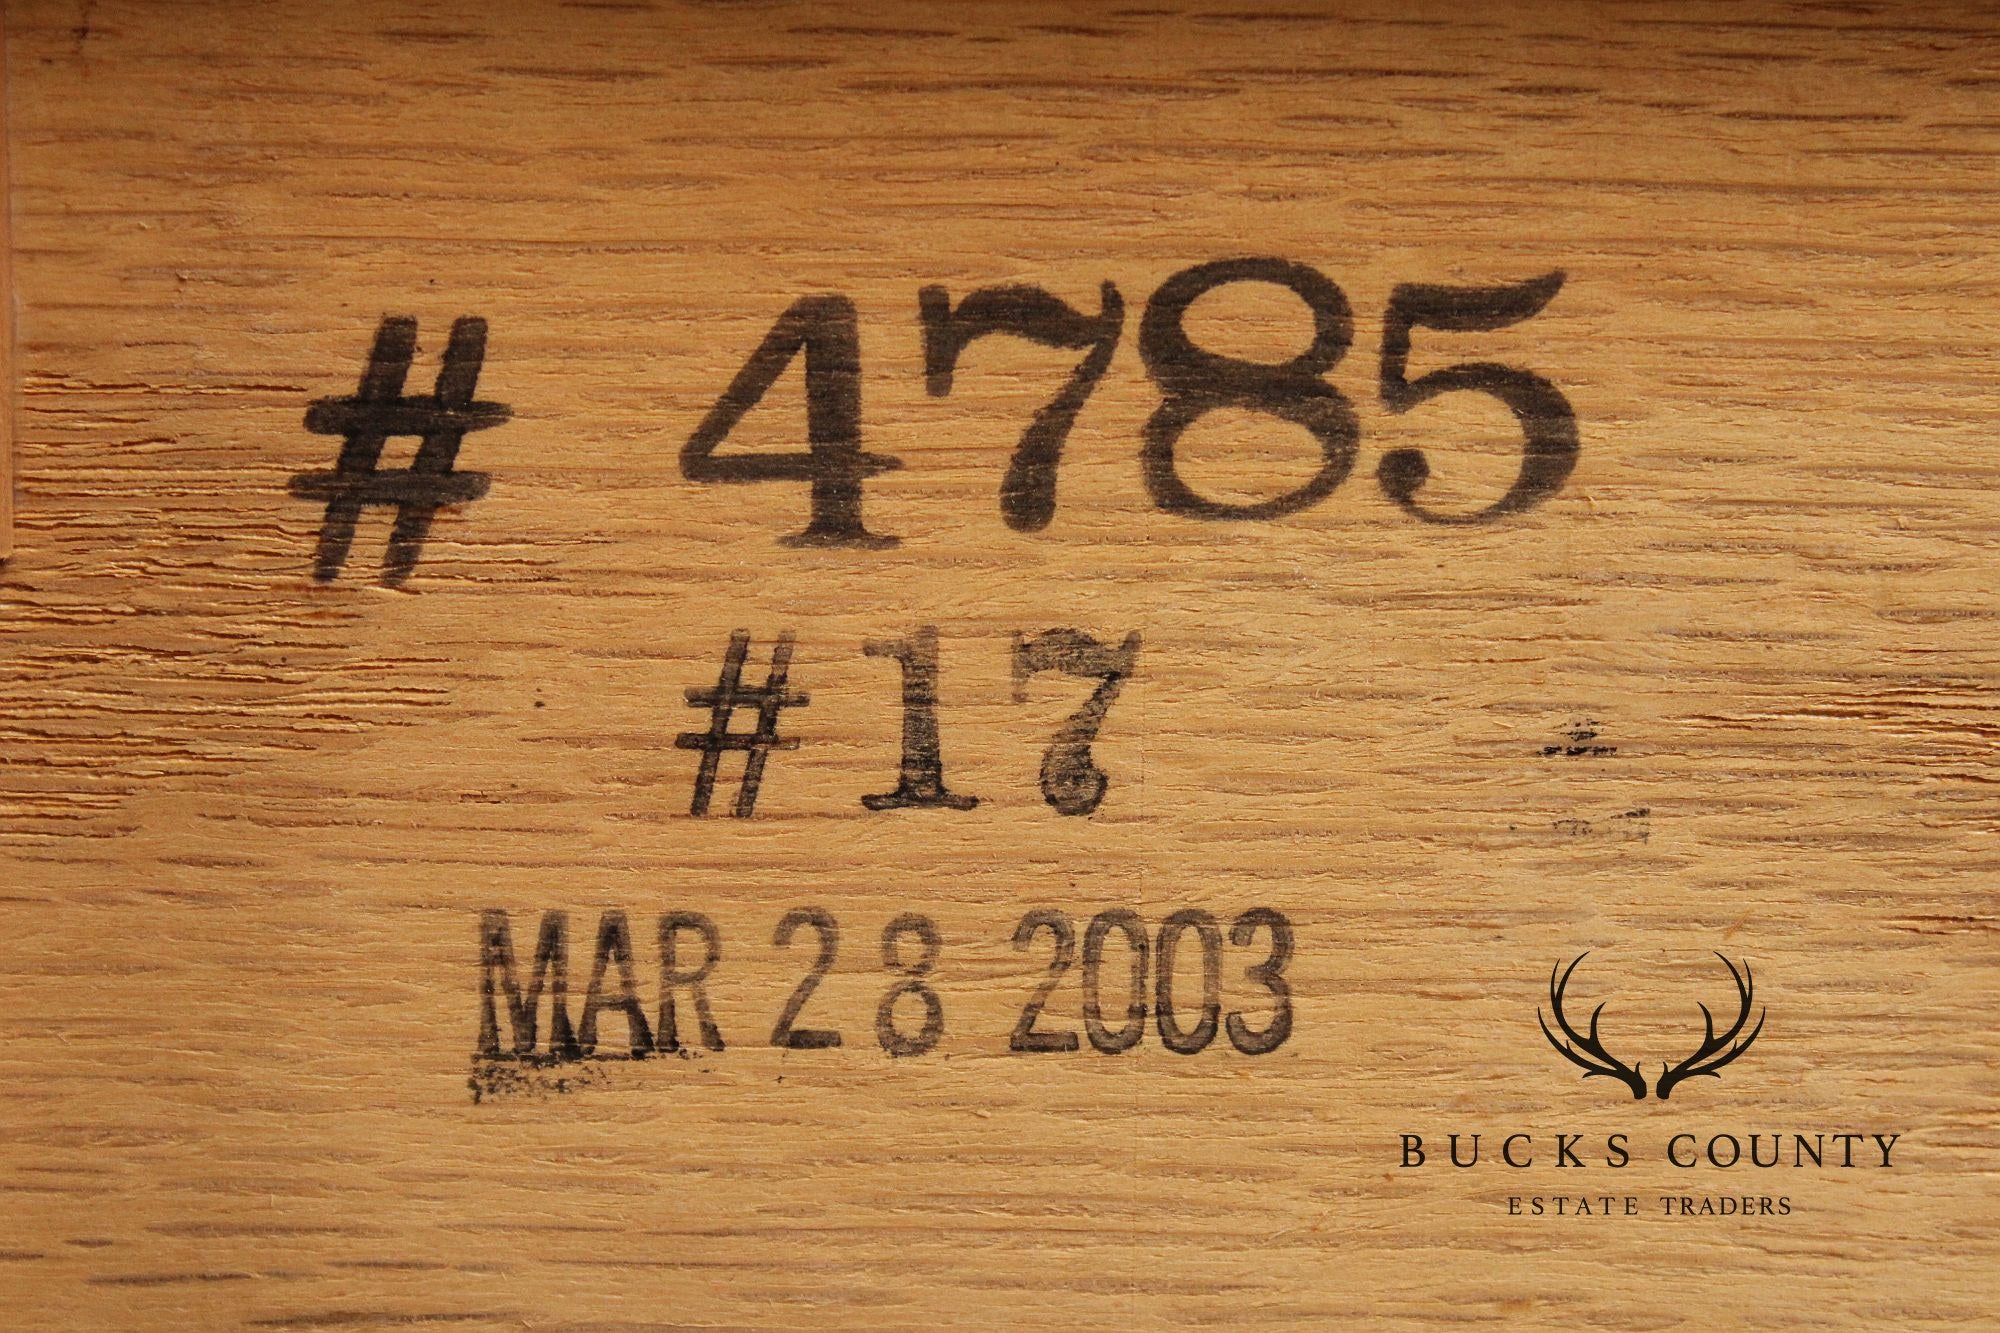 # 4785
#17
MAR 28 2003
BUCKS COUNTY
ESTATE TRADERS